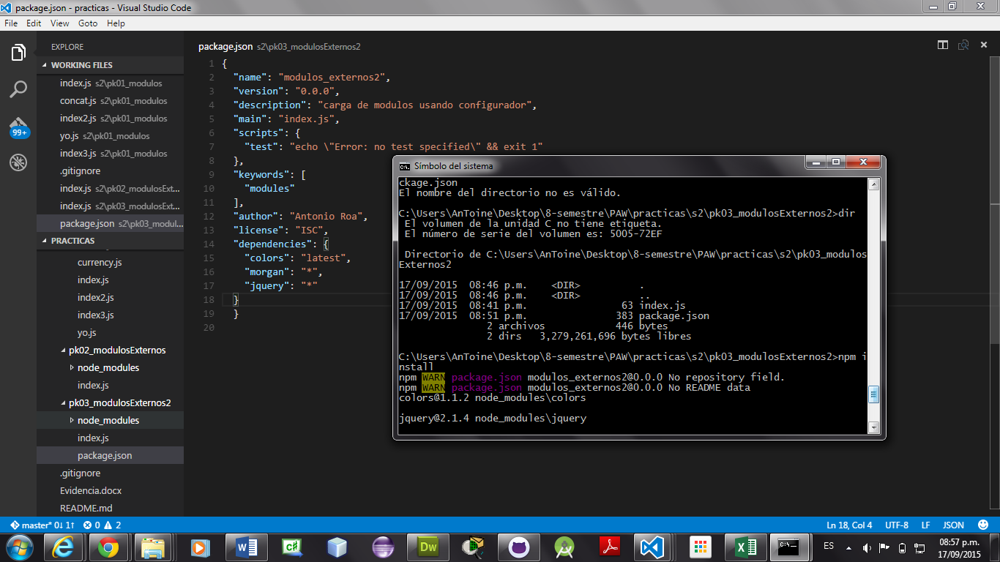 package.json - practicas - Visual Studio Code
File Edit View Goto Help
EXPLORE
WORKING FILES
index.js s2\pk01_modulos
concat.js s2\pk01_modulos
index2.js s2\pk01_modulos
yo.js s2\pk01_modulos
index3.js s2\pk01_modulos
.gitignore
index.js s2\pk02_modulosExt...
index.js s2\pk03_modulosExt...
package.json s2\pk03_modul...
PRACTICAS
currency.js
index.js
index2.js
index3.js
yo.js
pk02_modulosExternos
node_modules
index.js
pk03_modulosExternos2
node_modules
index.js
package.json
.gitignore
Evidencia.docx
README.md
99+
package.json s2\pk03_modulosExternos2
1 {
2 "name": "modulos_externos2",
3 "version": "0.0.0",
4 "description": "carga de modulos usando configurador",
5 "main": "index.js",
6 "scripts": {
7 "test": "echo \"Error: no test specified\" && exit 1"
8 },
9 "keywords": [
10 "modules"
11 ],
12 "author": "Antonio Roa",
13 "license": "ISC",
14 "dependencies": {
15 "colors": "latest",
16 "morgan": "*",
17 "jquery": "*"
18 }
19 }
20
Símbolo del sistema
ckage.json
El nombre del directorio no es válido.
C:\Users\AnToine\Desktop\8-semestre\PAW\practicas\s2\pk03_modulosExternos2>dir
El volumen de la unidad C no tiene etiqueta.
El número de serie del volumen es: 5005-72EF
Directorio de C:\Users\AnToine\Desktop\8-semestre\PAW\practicas\s2\pk03_modulos
Externos2
17/09/2015 08:46 p.m. <DIR> .
17/09/2015 08:46 p.m. <DIR> ..
17/09/2015 08:41 p.m. 63 index.js
17/09/2015 08:51 p.m. 383 package.json
2 archivos 446 bytes
2 dirs 3,279,261,696 bytes libres
C:\Users\AnToine\Desktop\8-semestre\PAW\practicas\s2\pk03_modulosExternos2>npm i
nstall
npm WARN package.json modulos_externos2@0.0.0 No repository field.
npm WARN package.json modulos_externos2@0.0.0 No README data
colors@1.1.2 node_modules\colors
jquery@2.1.4 node_modules\jquery
master* 0↓ 1↑ 0 2
Ln 18, Col 4 UTF-8 LF JSON
C#
Dw
ES
08:57 p.m.
17/09/2015